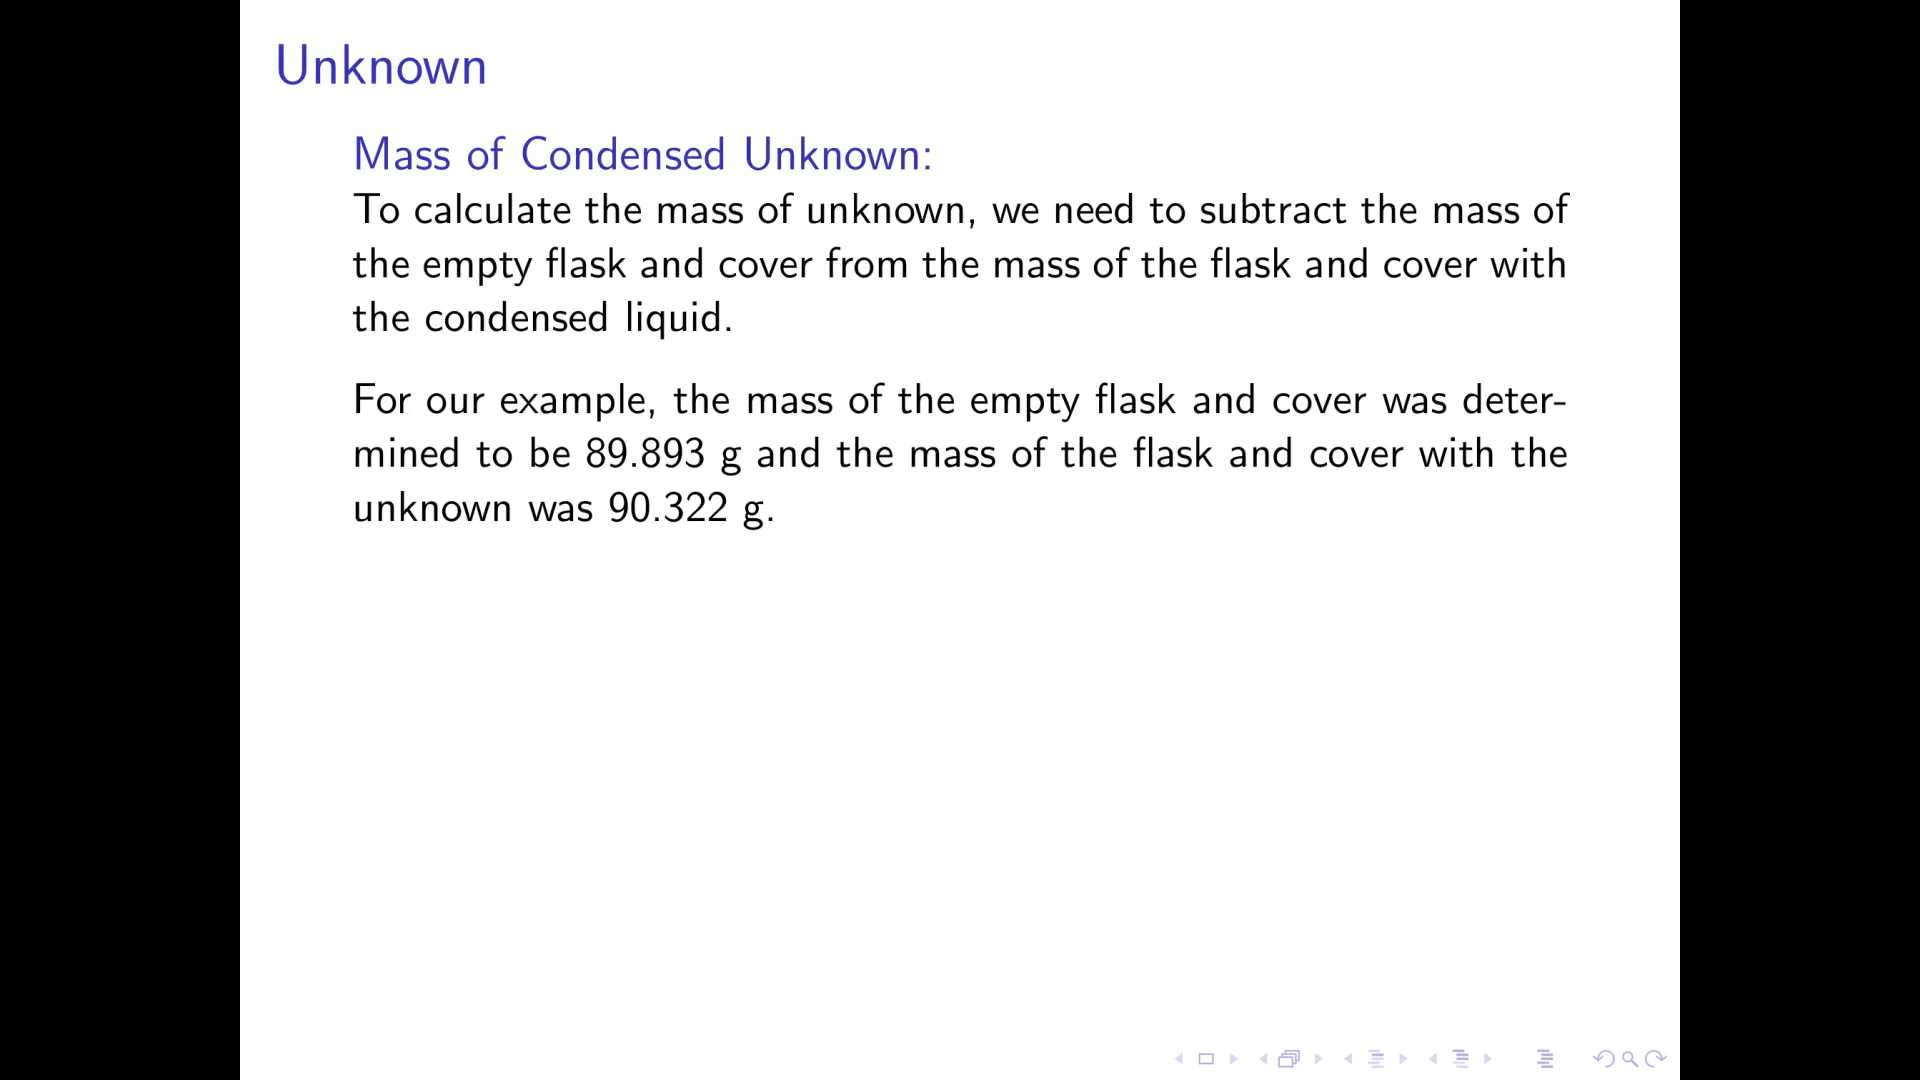 Unknown
Mass of Condensed Unknown:
To calculate the mass of unknown, we need to subtract the mass of
the empty flask and cover from the mass of the flask and cover with
the condensed liquid.
For our example, the mass of the empty flask and cover was deter-
mined to be 89.893 g and the mass of the flask and cover with the
unknown was 90.322 g.